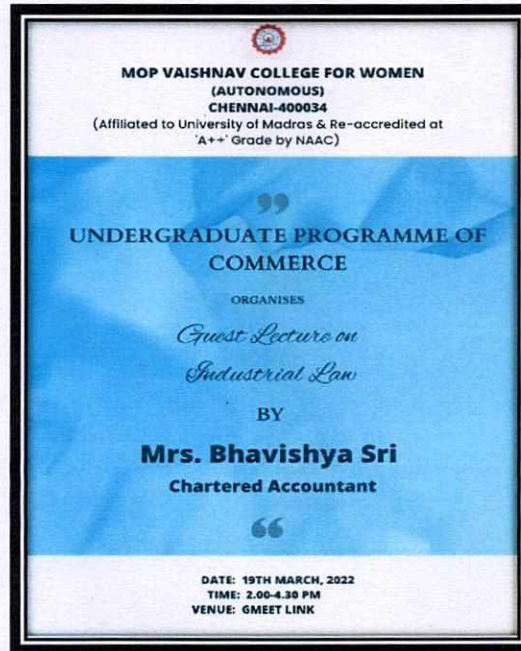 MOP VAISHNAV COLLEGE FOR WOMEN
(AUTONOMOUS)
CHENNAI-400034
(Affiliated to University of Madras & Re-accredited at
'A++' Grade by NAAC)
”
UNDERGRADUATE PROGRAMME OF
COMMERCE
ORGANISES
Guest Lecture on
Industrial Law
BY
Mrs. Bhavishya Sri
Chartered Accountant
“
DATE: 19TH MARCH, 2022
TIME: 2.00-4.30 PM
VENUE: GMEET LINK